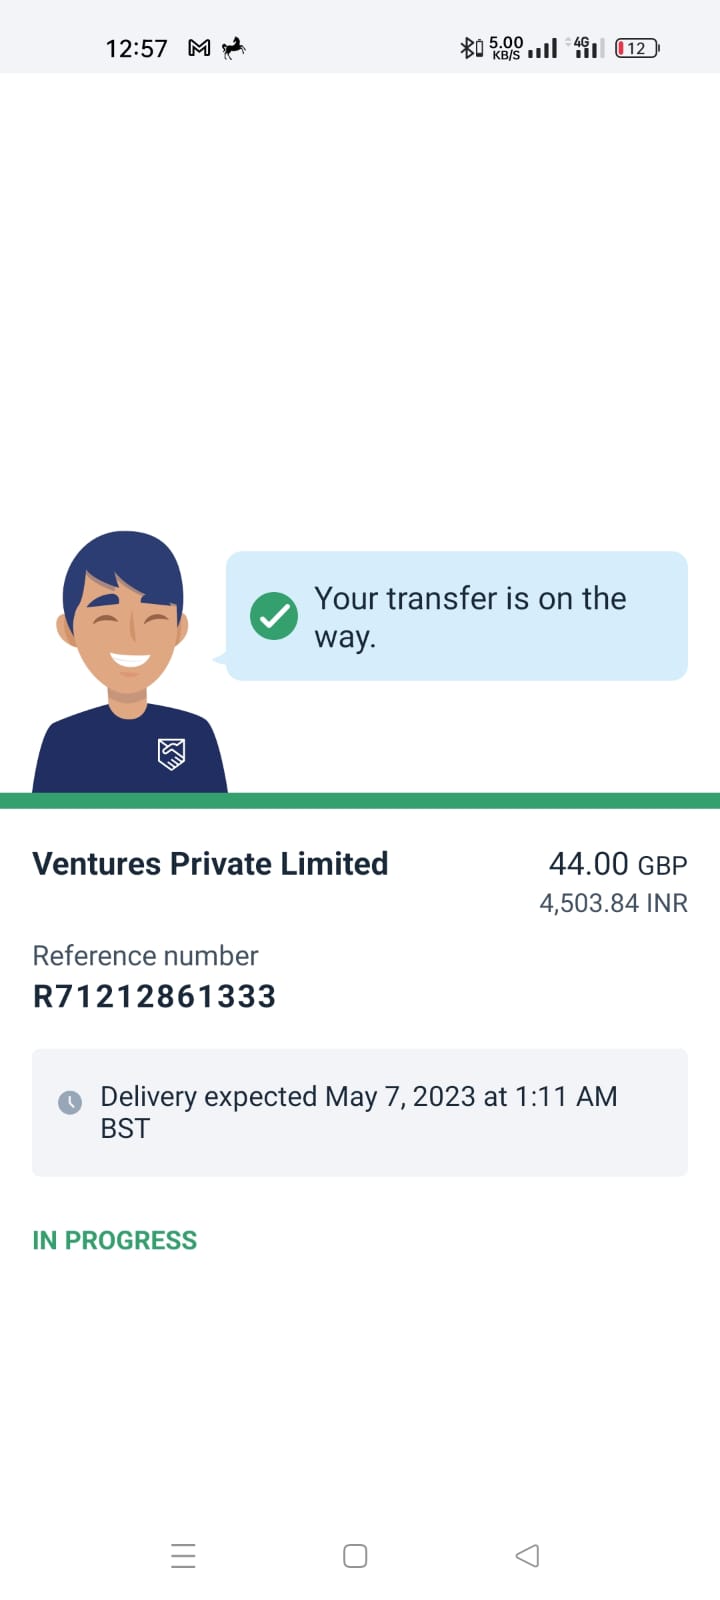 12:57
5.00
KB/S
4G
12
Your transfer is on the
way.
Ventures Private Limited
44.00 GBP
4,503.84 INR
Reference number
R71212861333
Delivery expected May 7, 2023 at 1:11 AM
BST
IN PROGRESS